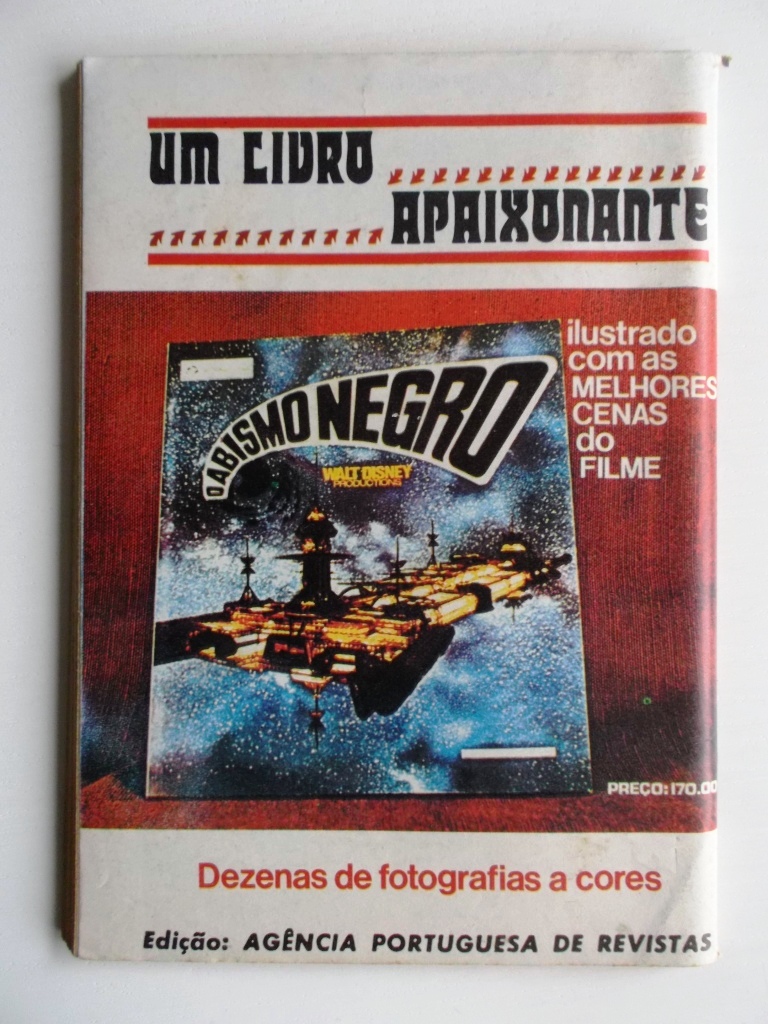 UM LIVRO
APAIXONANTE
ilustrado
com as
MELHORES
CENAS
do
FILME
O ABISMO NEGRO
WALT DISNEY
PRODUCTIONS
PREÇO: 170.00
Dezenas de fotografias a cores
Edição: AGÊNCIA PORTUGUESA DE REVISTAS